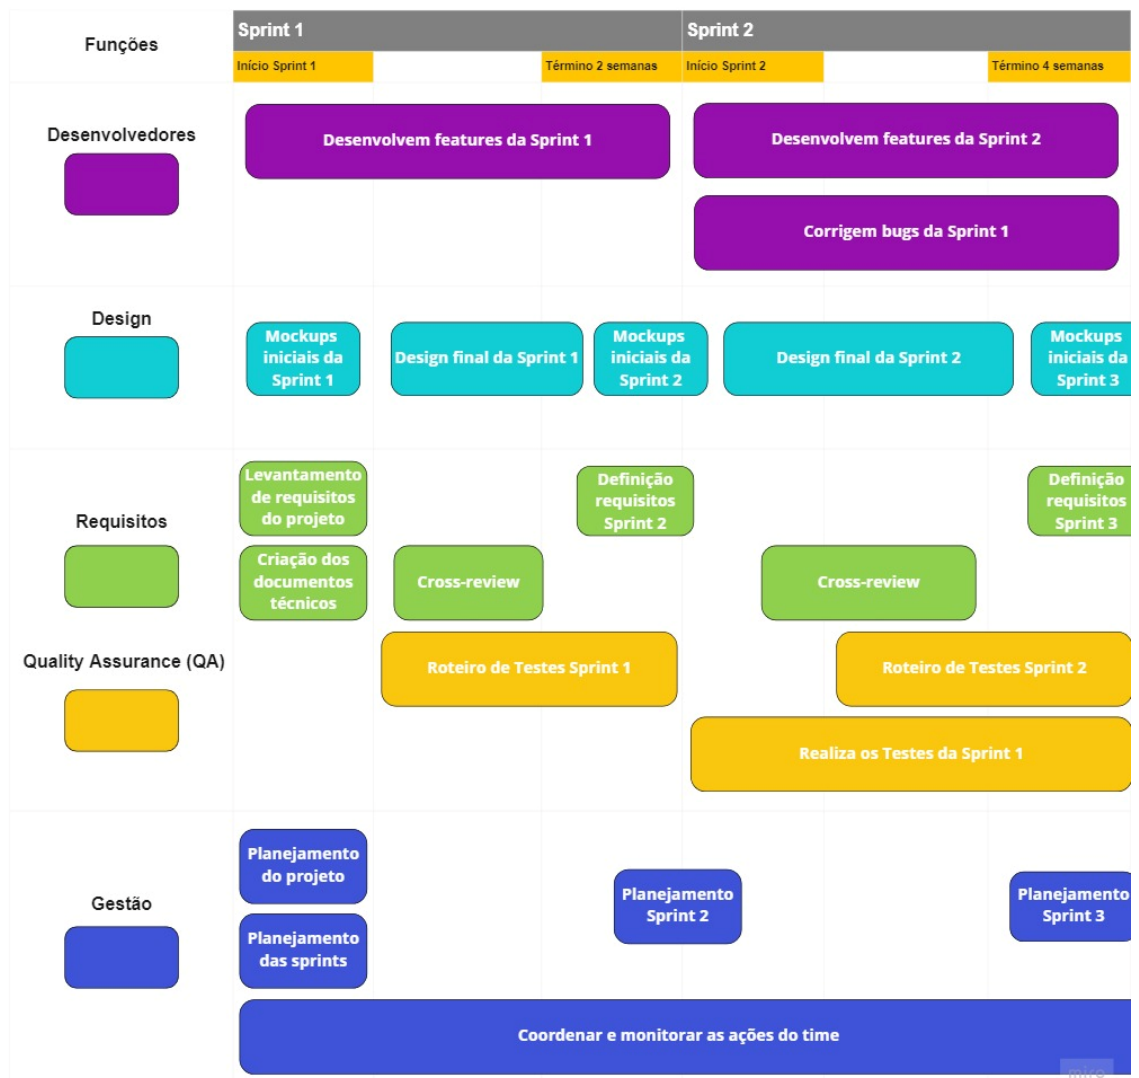 Funções
Sprint 1
Sprint 2
Início Sprint 1
Término 2 semanas
Início Sprint 2
Término 4 semanas
Desenvolvedores
Desenvolvem features da Sprint 1
Desenvolvem features da Sprint 2
Corrigem bugs da Sprint 1
Design
Mockups
iniciais da
Sprint 1
Design final da Sprint 1
Mockups
iniciais da
Sprint 2
Design final da Sprint 2
Mockups
iniciais da
Sprint 3
Requisitos
Levantamento
de requisitos
do projeto
Definição
requisitos
Sprint 2
Definição
requisitos
Sprint 3
Criação dos
documentos
técnicos
Cross-review
Cross-review
Quality Assurance (QA)
Roteiro de Testes Sprint 1
Roteiro de Testes Sprint 2
Realiza os Testes da Sprint 1
Gestão
Planejamento
do projeto
Planejamento
Sprint 2
Planejamento
Sprint 3
Planejamento
das sprints
Coordenar e monitorar as ações do time
miro